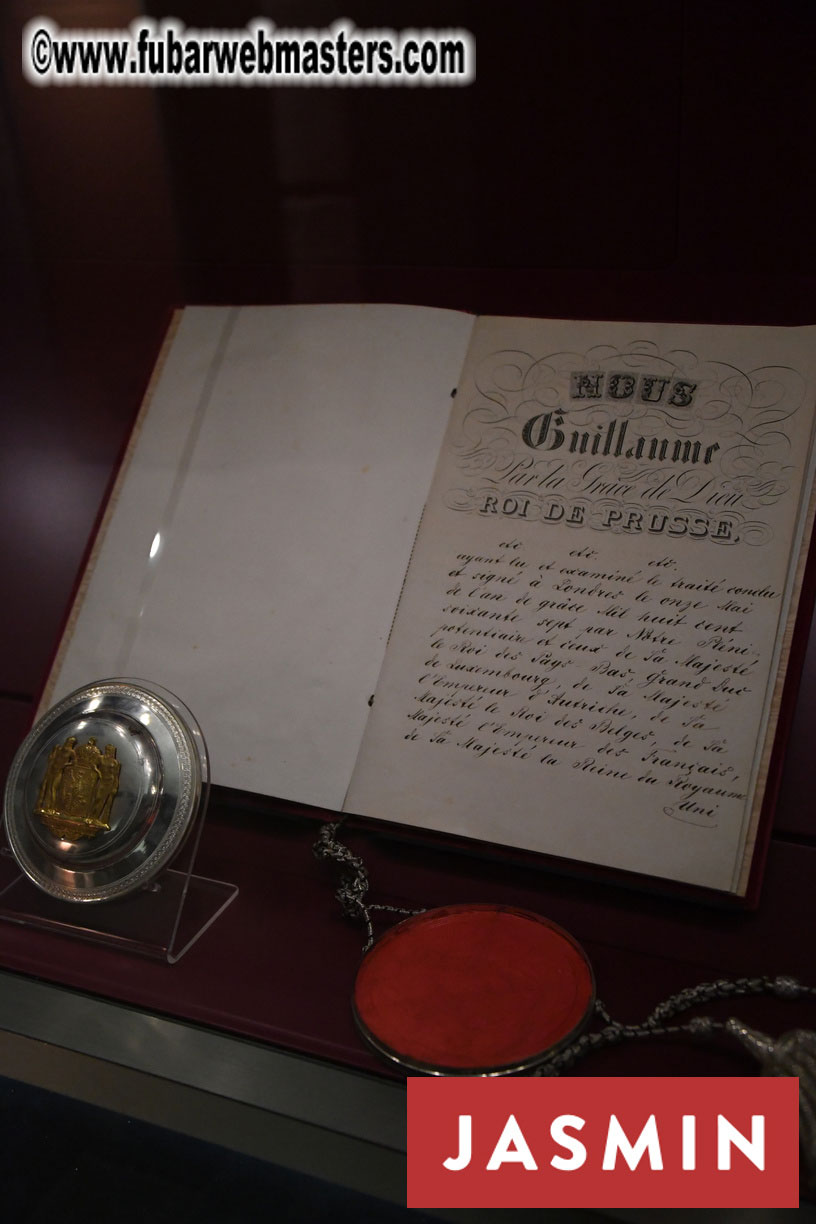 ©www.fubarwebmasters.com
NOUS
Guillaume
Par la Grâce de Dieu
ROI DE PRUSSE,
etc etc etc.
ayant lu et examiné le traité conclu
et signé à Londres le onze Mai
de l'an de grâce Mil huit cent
soixante sept par Nôtre Pléni-
potentiaire et ceux de Sa Majesté
le Roi des Pays-Bas, Grand Duc
de Luxembourg, de Sa Majesté
l'Empereur d'Autriche, de Sa
Majesté le Roi des Belges, de Sa
Majesté l'Empereur des Français,
de Sa Majesté la Reine du Royaume
Uni
JASMIN